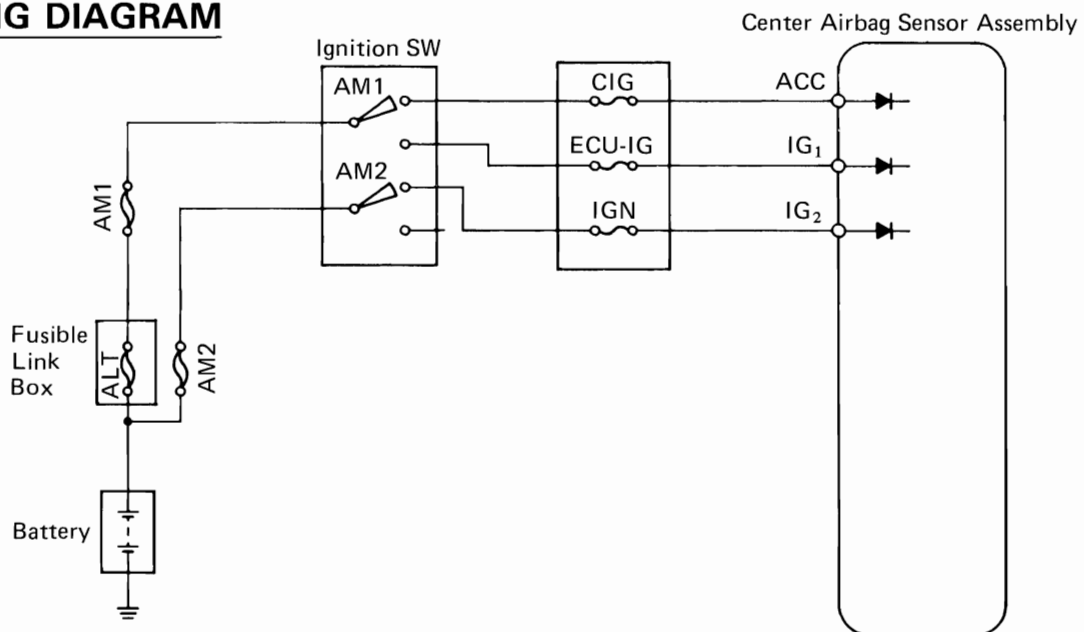 IG DIAGRAM
Center Airbag Sensor Assembly
Ignition SW
AM1
CIG
ACC
ECU-IG
IG₁
AM2
IGN
IG₂
AM1
Fusible
Link
Box
ALT
AM2
Battery